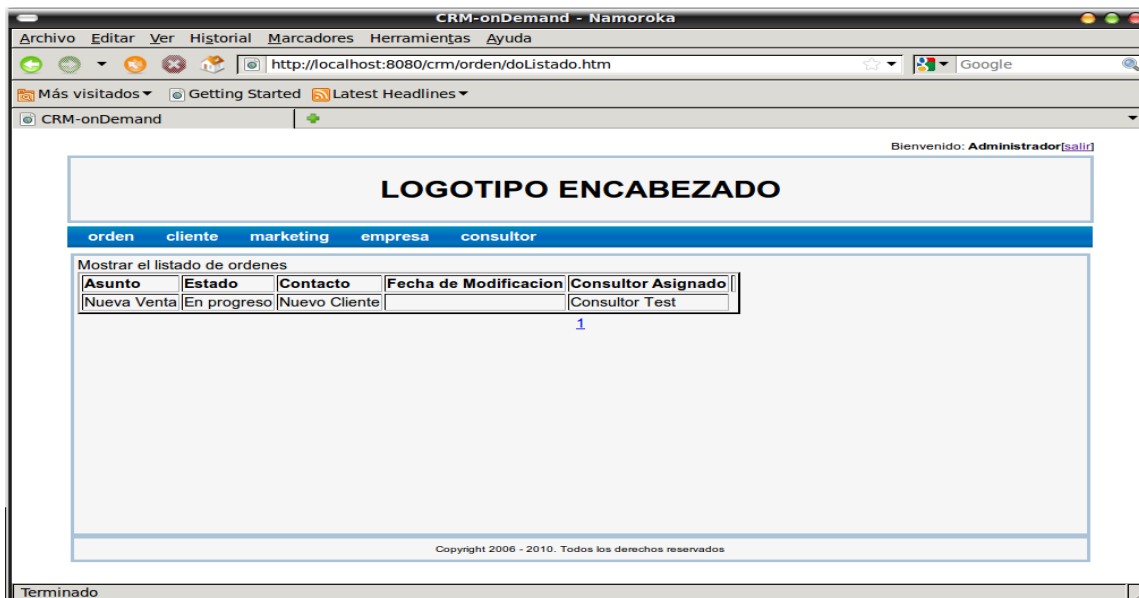 CRM-onDemand - Namoroka
Archivo Editar Ver Historial Marcadores Herramientas Ayuda
http://localhost:8080/crm/orden/doListado.htm Google
Más visitados Getting Started Latest Headlines
CRM-onDemand
Bienvenido: Administrador[salir]
LOGOTIPO ENCABEZADO
orden cliente marketing empresa consultor
Mostrar el listado de ordenes
Asunto Estado Contacto Fecha de Modificacion Consultor Asignado
Nueva Venta En progreso Nuevo Cliente Consultor Test
1
Copyright 2006 - 2010. Todos los derechos reservados
Terminado